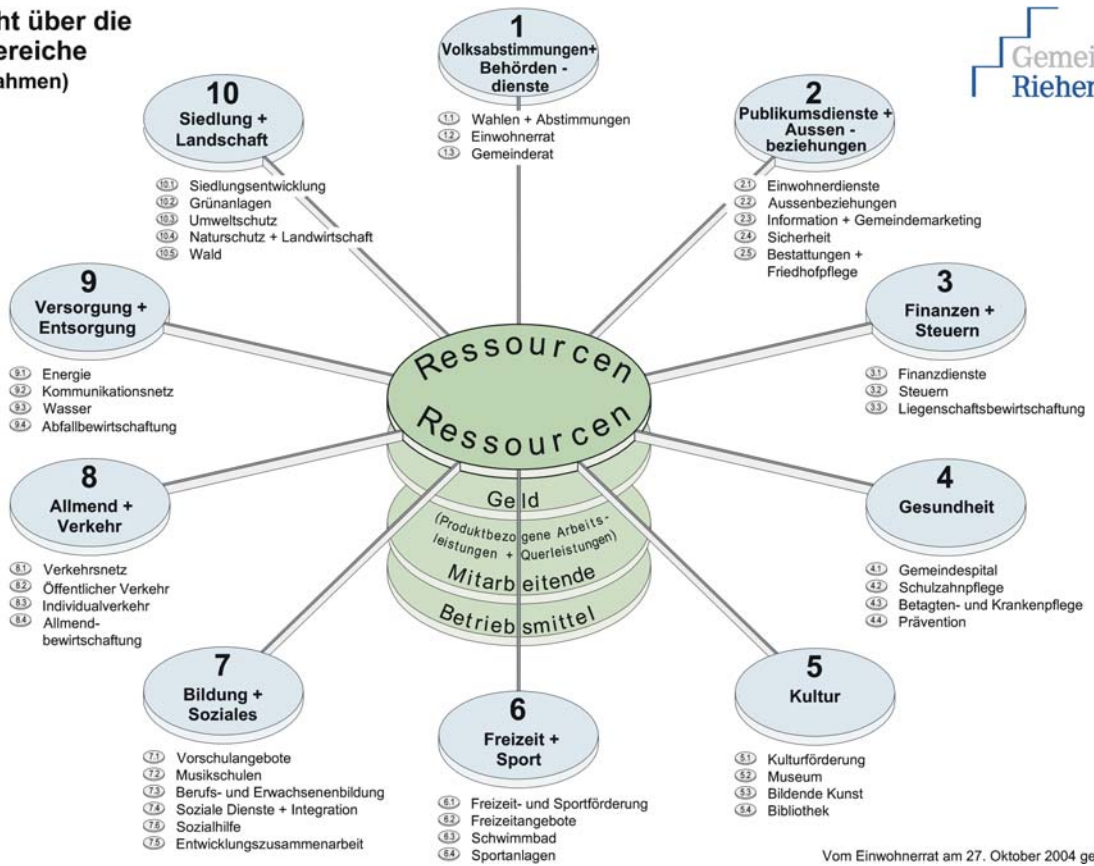 ht über die
ereiche
ahmen)
Gemei
Riehen
1
Volksabstimmungen+
Behörden -
dienste
1.1 Wahlen + Abstimmungen
1.2 Einwohnerrat
1.3 Gemeinderat
2
Publikumsdienste +
Aussen -
beziehungen
2.1 Einwohnerdienste
2.2 Aussenbeziehungen
2.3 Information + Gemeindemarketing
2.4 Sicherheit
2.5 Bestattungen +
Friedhofpflege
3
Finanzen +
Steuern
3.1 Finanzdienste
3.2 Steuern
3.3 Liegenschaftsbewirtschaftung
4
Gesundheit
4.1 Gemeindespital
4.2 Schulzahnpflege
4.3 Betagten- und Krankenpflege
4.4 Prävention
5
Kultur
5.1 Kulturförderung
5.2 Museum
5.3 Bildende Kunst
5.4 Bibliothek
6
Freizeit +
Sport
6.1 Freizeit- und Sportförderung
6.2 Freizeitangebote
6.3 Schwimmbad
6.4 Sportanlagen
7
Bildung +
Soziales
7.1 Vorschulangebote
7.2 Musikschulen
7.3 Berufs- und Erwachsenenbildung
7.4 Soziale Dienste + Integration
7.6 Sozialhilfe
7.5 Entwicklungszusammenarbeit
8
Allmend +
Verkehr
8.1 Verkehrsnetz
8.2 Öffentlicher Verkehr
8.3 Individualverkehr
8.4 Allmend-
bewirtschaftung
9
Versorgung +
Entsorgung
9.1 Energie
9.2 Kommunikationsnetz
9.3 Wasser
9.4 Abfallbewirtschaftung
10
Siedlung +
Landschaft
10.1 Siedlungsentwicklung
10.2 Grünanlagen
10.3 Umweltschutz
10.4 Naturschutz + Landwirtschaft
10.5 Wald
Ressourcen
Ressourcen
Geld
(Produktbezogene Arbeits-
leistungen + Querleistungen)
Mitarbeitende
Betriebsmittel
Vom Einwohnerrat am 27. Oktober 2004 ge